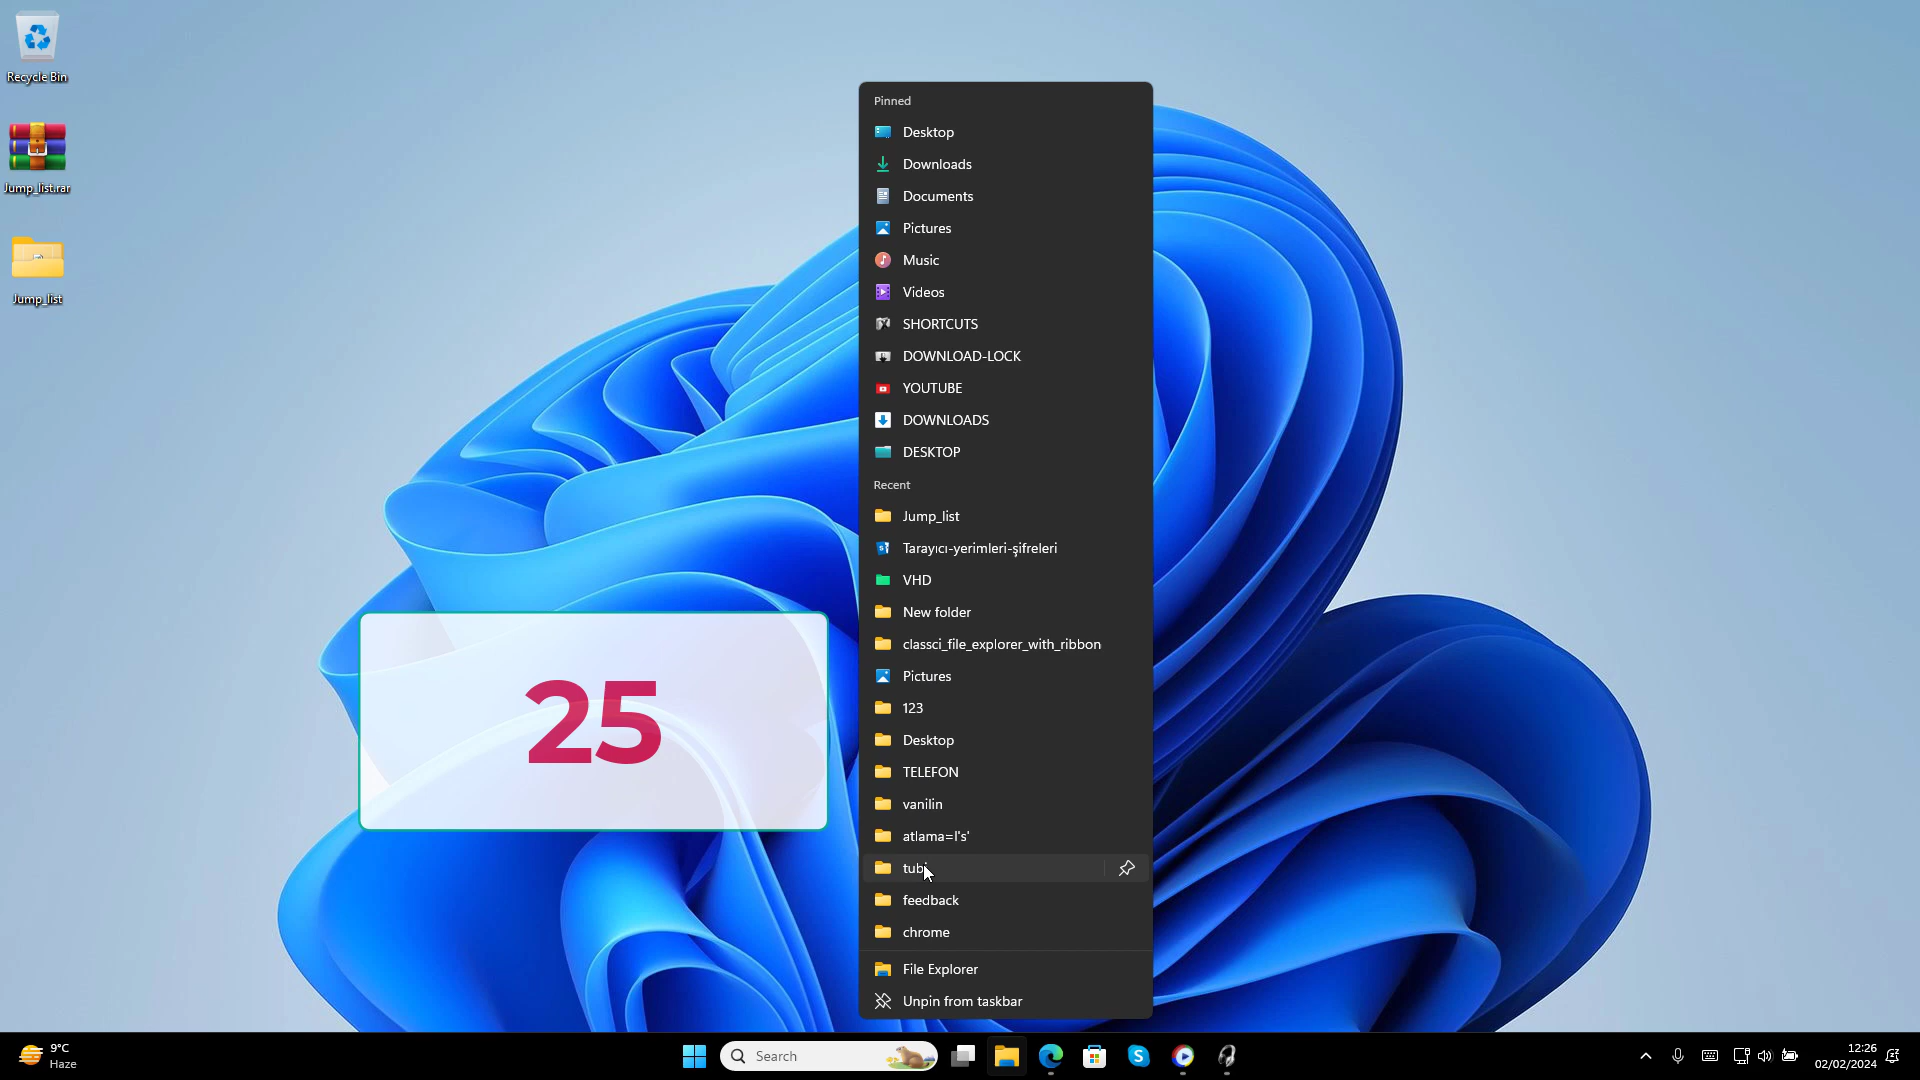 Recycle Bin
Jump_list.rar
Jump_list
Pinned
Desktop
Downloads
Documents
Pictures
Music
Videos
SHORTCUTS
DOWNLOAD-LOCK
YOUTUBE
DOWNLOADS
DESKTOP
Recent
Jump_list
Tarayıcı-yerimleri-şifreleri
VHD
New folder
classci_file_explorer_with_ribbon
Pictures
123
Desktop
TELEFON
vanilin
atlama=l's'
feedback
chrome
File Explorer
Unpin from taskbar
25
9°C
Haze
Search
12:26
02/02/2024